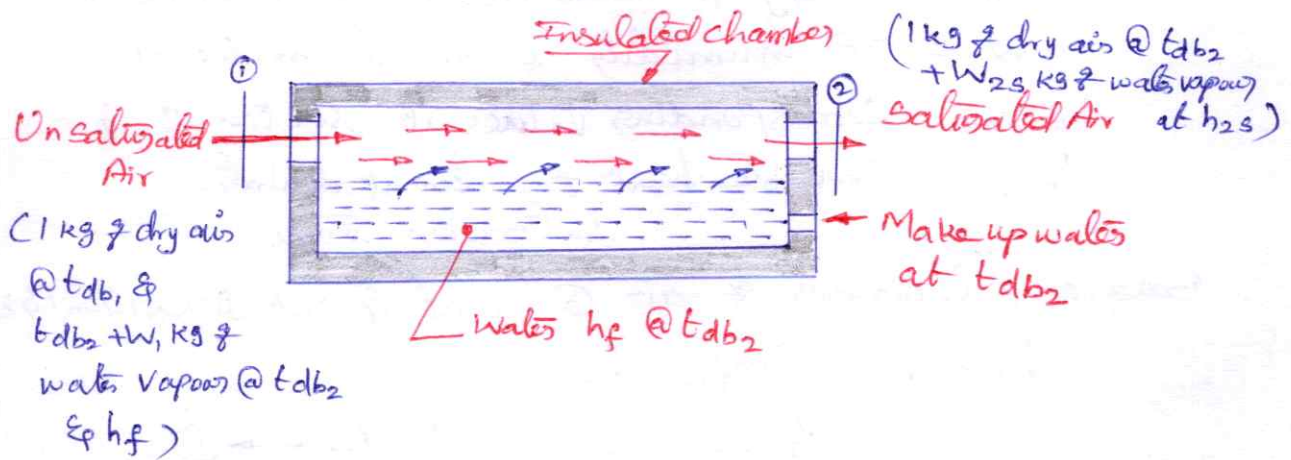 Insulated chamber
(1 kg of dry air @ tdb2
+ W2s kg of water vapour
at h2s)
①
②
Unsaturated
Air
Saturated Air
(1 kg of dry air
@ tdb, &
tdb2 + W, kg of
water vapour @ tdb2
& hf)
Make up water
at tdb2
Water hf @ tdb2